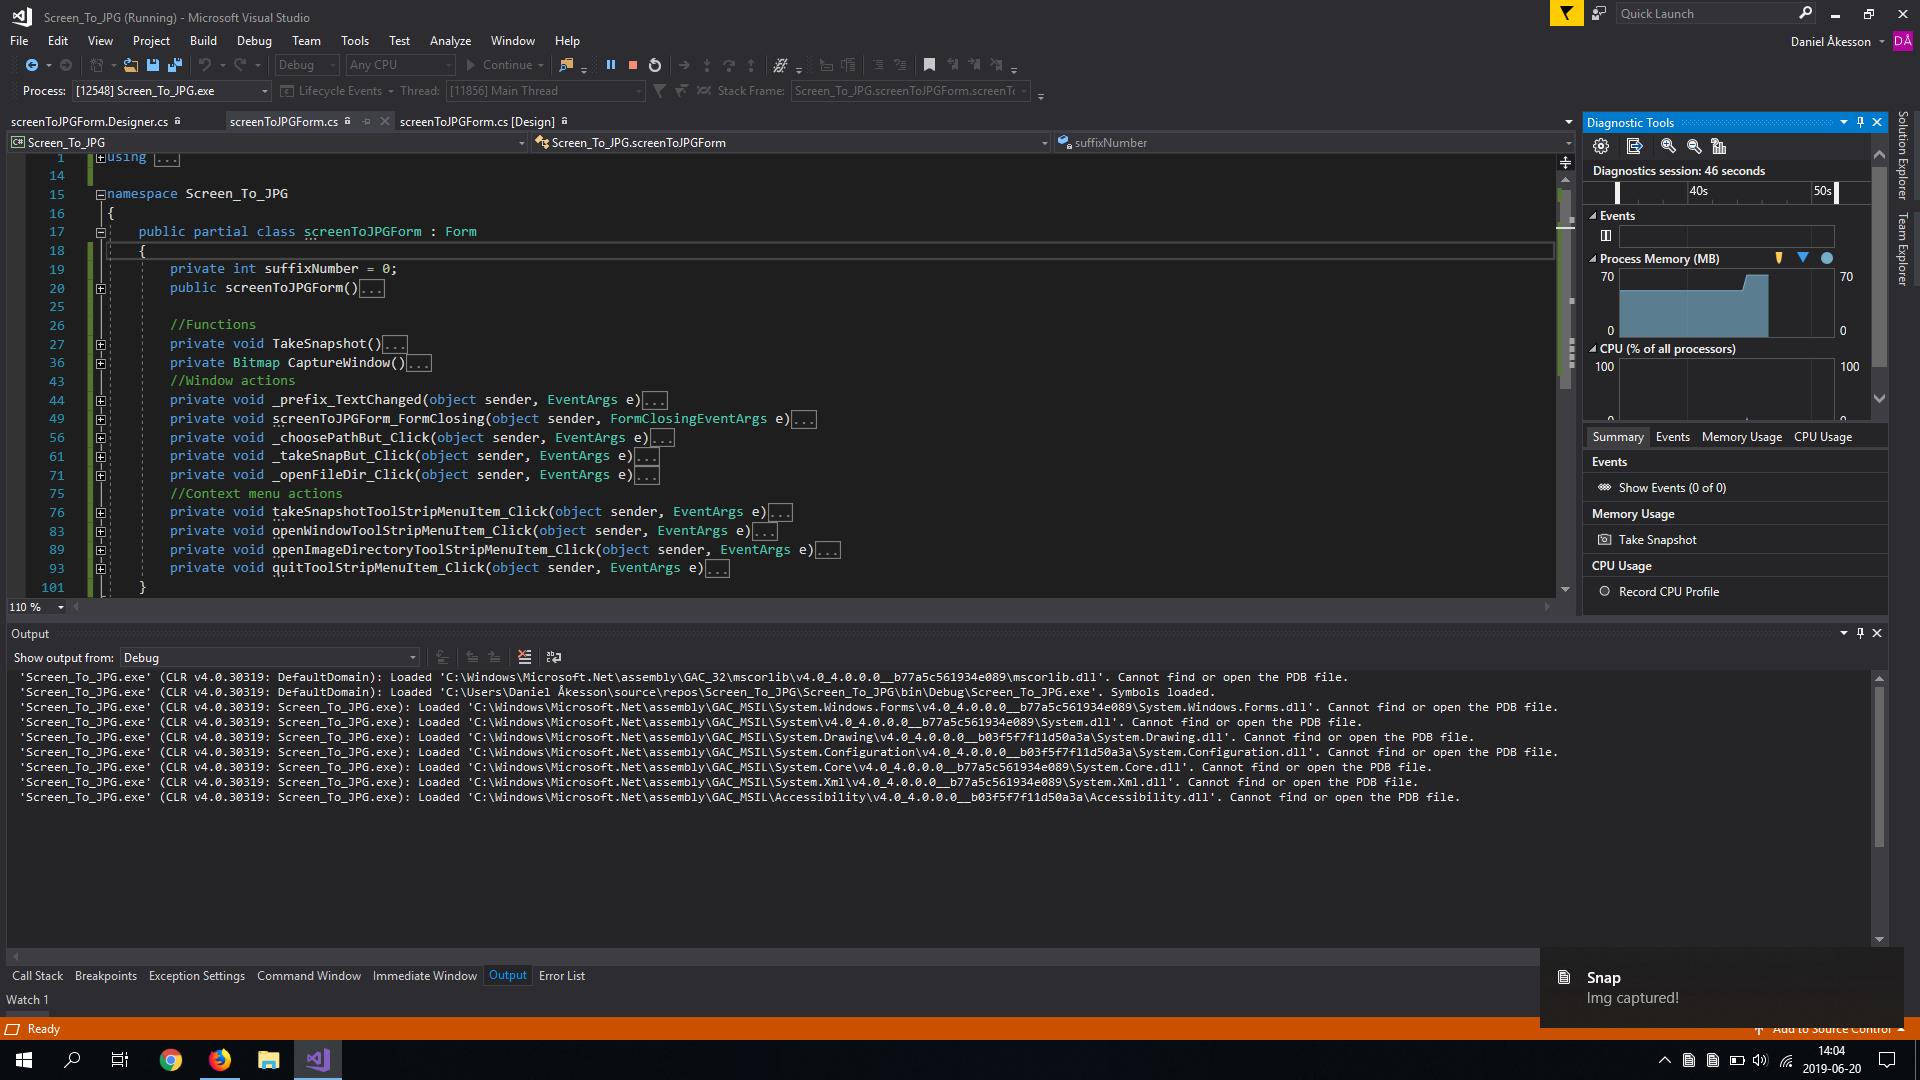 Screen_To_JPG (Running) - Microsoft Visual Studio
Quick Launch
File Edit View Project Build Debug Team Tools Test Analyze Window Help
Daniel Åkesson DÅ
Debug Any CPU Continue
Process: [12548] Screen_To_JPG.exe Lifecycle Events Thread: [11856] Main Thread Stack Frame: Screen_To_JPG.screenToJPGForm.screenTo
screenToJPGForm.Designer.cs screenToJPGForm.cs screenToJPGForm.cs [Design]
C# Screen_To_JPG Screen_To_JPG.screenToJPGForm suffixNumber
1 using ...
14
15 namespace Screen_To_JPG
16 {
17 public partial class screenToJPGForm : Form
18 {
19 private int suffixNumber = 0;
20 public screenToJPGForm()...
25
26 //Functions
27 private void TakeSnapshot()...
36 private Bitmap CaptureWindow()...
43 //Window actions
44 private void _prefix_TextChanged(object sender, EventArgs e)...
49 private void screenToJPGForm_FormClosing(object sender, FormClosingEventArgs e)...
56 private void _choosePathBut_Click(object sender, EventArgs e)...
61 private void _takeSnapBut_Click(object sender, EventArgs e)...
71 private void _openFileDir_Click(object sender, EventArgs e)...
75 //Context menu actions
76 private void takeSnapshotToolStripMenuItem_Click(object sender, EventArgs e)...
83 private void openWindowToolStripMenuItem_Click(object sender, EventArgs e)...
89 private void openImageDirectoryToolStripMenuItem_Click(object sender, EventArgs e)...
93 private void quitToolStripMenuItem_Click(object sender, EventArgs e)...
101 }
110 %
Diagnostic Tools
Diagnostics session: 46 seconds
40s 50s
Events
Process Memory (MB)
70 70
0 0
CPU (% of all processors)
100 100
0 0
Summary Events Memory Usage CPU Usage
Events
Show Events (0 of 0)
Memory Usage
Take Snapshot
CPU Usage
Record CPU Profile
Solution Explorer
Team Explorer
Output
Show output from: Debug
'Screen_To_JPG.exe' (CLR v4.0.30319: DefaultDomain): Loaded 'C:\Windows\Microsoft.Net\assembly\GAC_32\mscorlib\v4.0_4.0.0.0__b77a5c561934e089\mscorlib.dll'. Cannot find or open the PDB file.
'Screen_To_JPG.exe' (CLR v4.0.30319: DefaultDomain): Loaded 'C:\Users\Daniel Åkesson\source\repos\Screen_To_JPG\Screen_To_JPG\bin\Debug\Screen_To_JPG.exe'. Symbols loaded.
'Screen_To_JPG.exe' (CLR v4.0.30319: Screen_To_JPG.exe): Loaded 'C:\Windows\Microsoft.Net\assembly\GAC_MSIL\System.Windows.Forms\v4.0_4.0.0.0__b77a5c561934e089\System.Windows.Forms.dll'. Cannot find or open the PDB file.
'Screen_To_JPG.exe' (CLR v4.0.30319: Screen_To_JPG.exe): Loaded 'C:\Windows\Microsoft.Net\assembly\GAC_MSIL\System\v4.0_4.0.0.0__b77a5c561934e089\System.dll'. Cannot find or open the PDB file.
'Screen_To_JPG.exe' (CLR v4.0.30319: Screen_To_JPG.exe): Loaded 'C:\Windows\Microsoft.Net\assembly\GAC_MSIL\System.Drawing\v4.0_4.0.0.0__b03f5f7f11d50a3a\System.Drawing.dll'. Cannot find or open the PDB file.
'Screen_To_JPG.exe' (CLR v4.0.30319: Screen_To_JPG.exe): Loaded 'C:\Windows\Microsoft.Net\assembly\GAC_MSIL\System.Configuration\v4.0_4.0.0.0__b03f5f7f11d50a3a\System.Configuration.dll'. Cannot find or open the PDB file.
'Screen_To_JPG.exe' (CLR v4.0.30319: Screen_To_JPG.exe): Loaded 'C:\Windows\Microsoft.Net\assembly\GAC_MSIL\System.Core\v4.0_4.0.0.0__b77a5c561934e089\System.Core.dll'. Cannot find or open the PDB file.
'Screen_To_JPG.exe' (CLR v4.0.30319: Screen_To_JPG.exe): Loaded 'C:\Windows\Microsoft.Net\assembly\GAC_MSIL\System.Xml\v4.0_4.0.0.0__b77a5c561934e089\System.Xml.dll'. Cannot find or open the PDB file.
'Screen_To_JPG.exe' (CLR v4.0.30319: Screen_To_JPG.exe): Loaded 'C:\Windows\Microsoft.Net\assembly\GAC_MSIL\Accessibility\v4.0_4.0.0.0__b03f5f7f11d50a3a\Accessibility.dll'. Cannot find or open the PDB file.
Call Stack Breakpoints Exception Settings Command Window Immediate Window Output Error List
Watch 1
Snap
Img captured!
Ready
Add to Source Control
14:04
2019-06-20